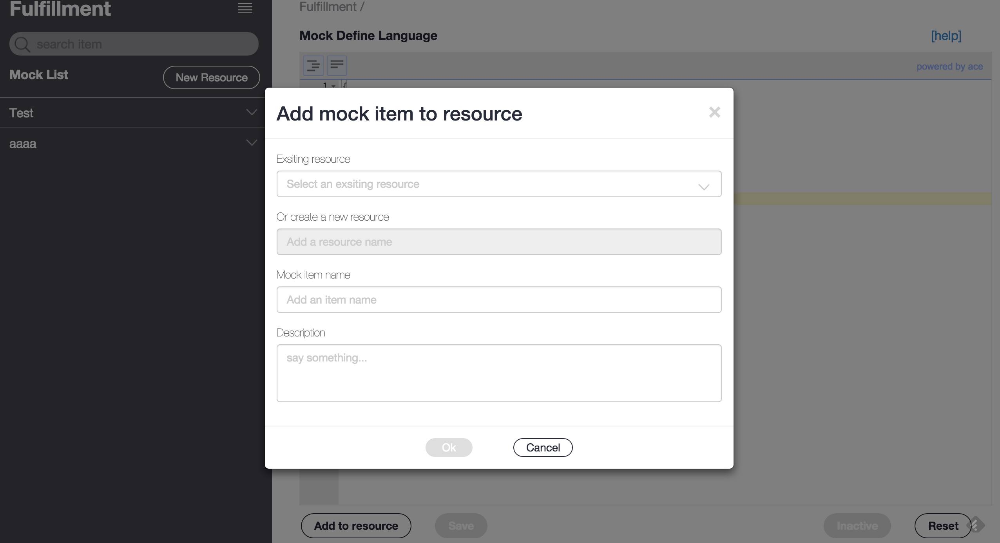 Fulfillment
search item
Mock List
New Resource
Test
aaaa
Fulfillment /
Mock Define Language
[help]
powered by ace
1
{
Add mock item to resource
Exsiting resource
Select an exsiting resource
Or create a new resource
Add a resource name
Mock item name
Add an item name
Description
say something...
Ok
Cancel
Add to resource
Save
Inactive
Reset